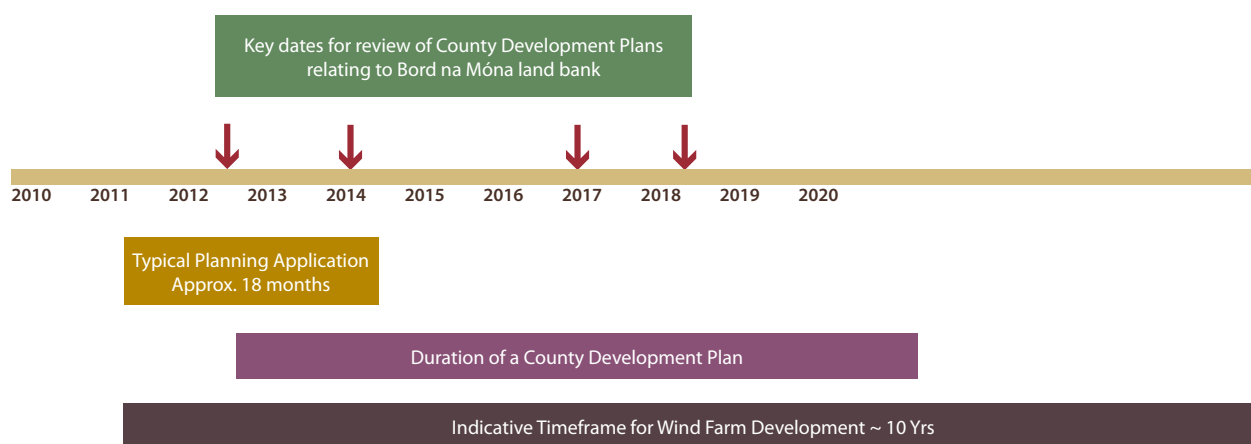 Key dates for review of County Development Plans
relating to Bord na Móna land bank
2010 2011 2012 2013 2014 2015 2016 2017 2018 2019 2020
Typical Planning Application
Approx. 18 months
Duration of a County Development Plan
Indicative Timeframe for Wind Farm Development ~ 10 Yrs